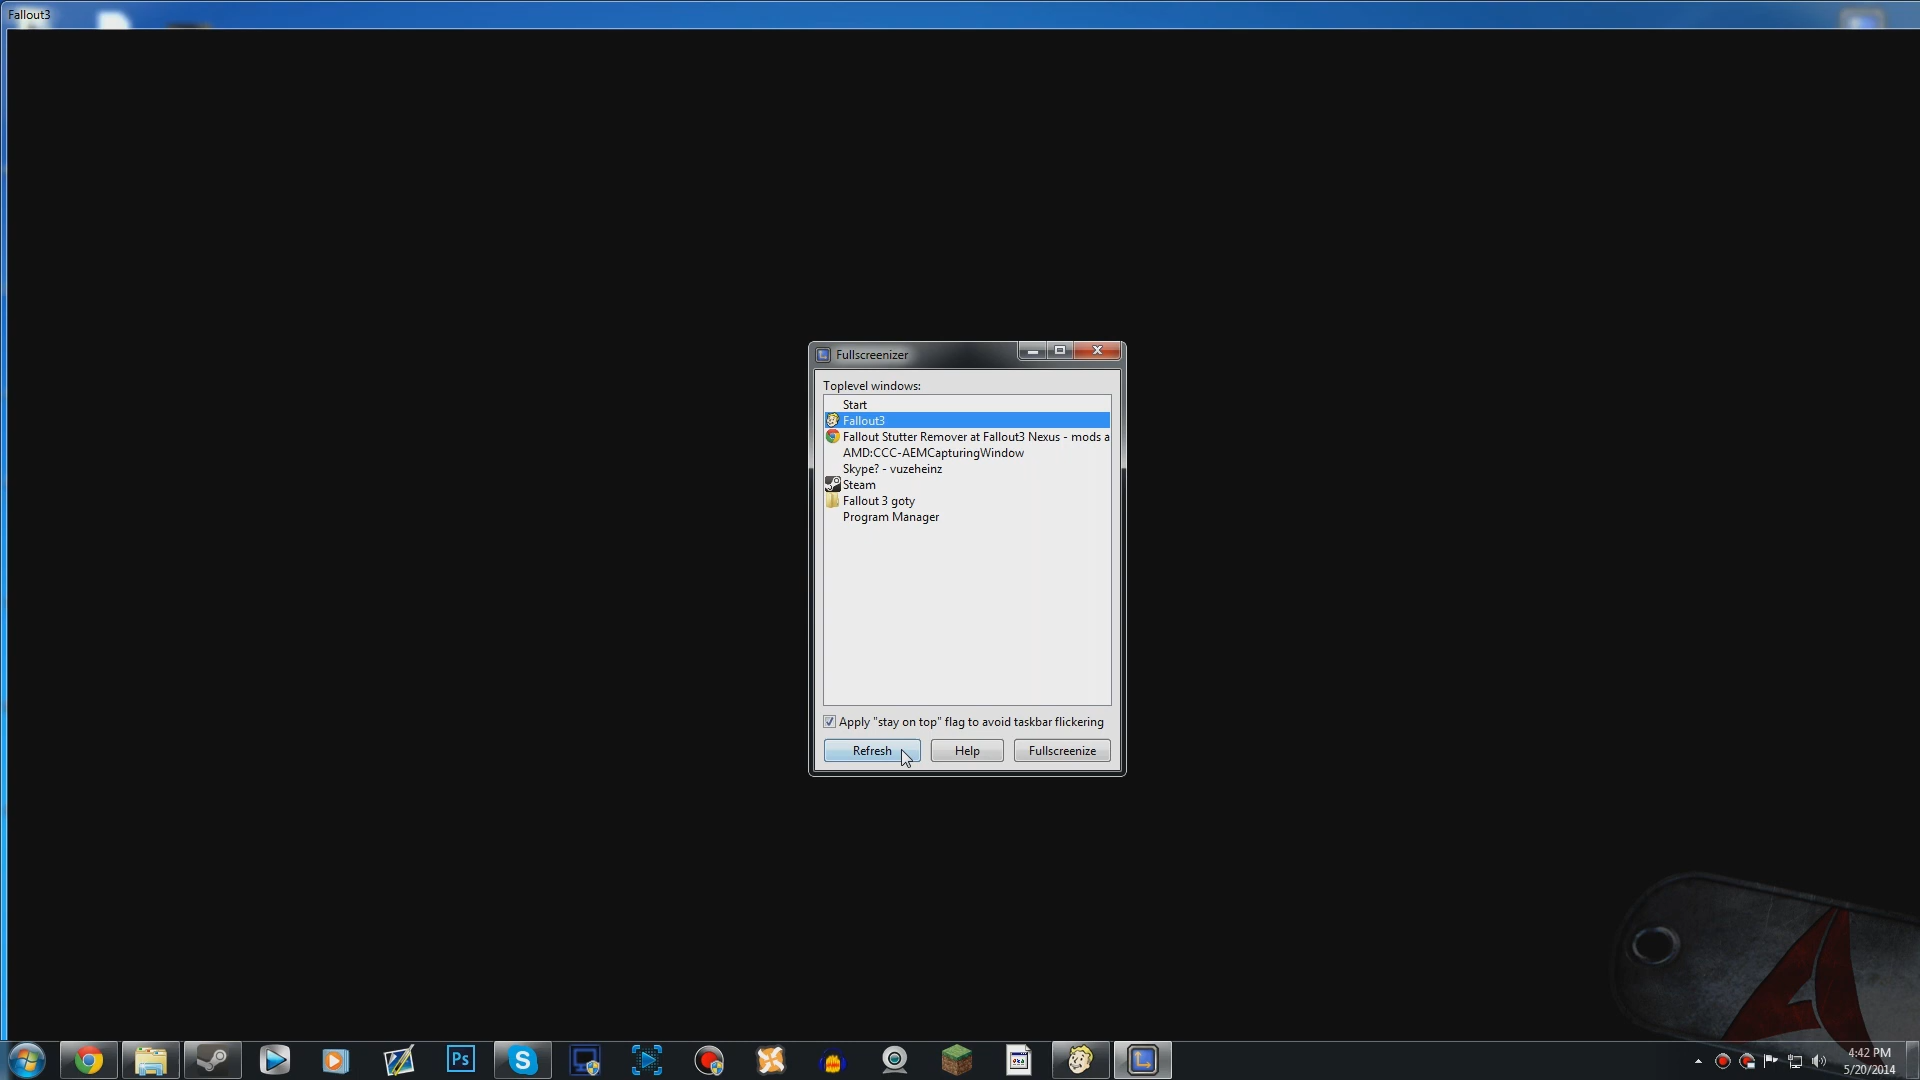 Fallout3
Fullscreenizer
Toplevel windows:
Start
Fallout3
Fallout Stutter Remover at Fallout3 Nexus - mods a
AMD:CCC-AEMCapturingWindow
Skype? - vuzeheinz
Steam
Fallout 3 goty
Program Manager
Apply "stay on top" flag to avoid taskbar flickering
Refresh
Help
Fullscreenize
Ps
4:42 PM
5/20/2014